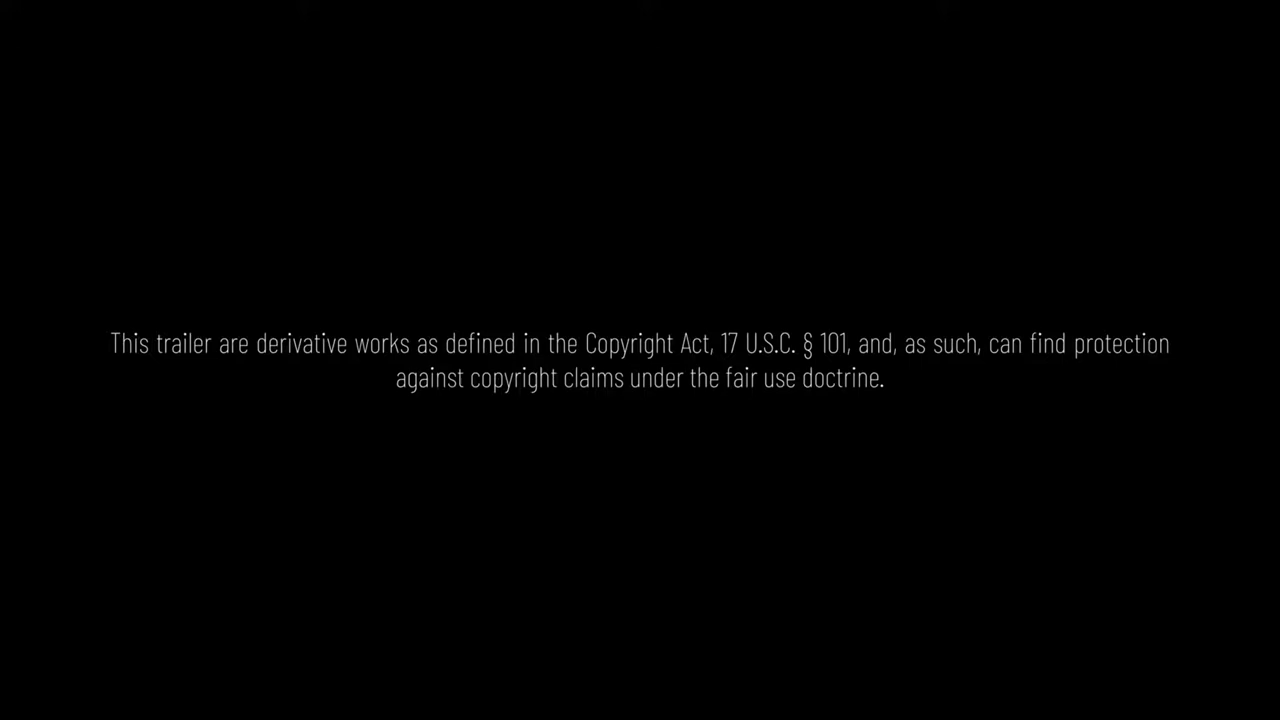 This trailer are derivative works as defined in the Copyright Act, 17 U.S.C. § 101, and, as such, can find protection
against copyright claims under the fair use doctrine.